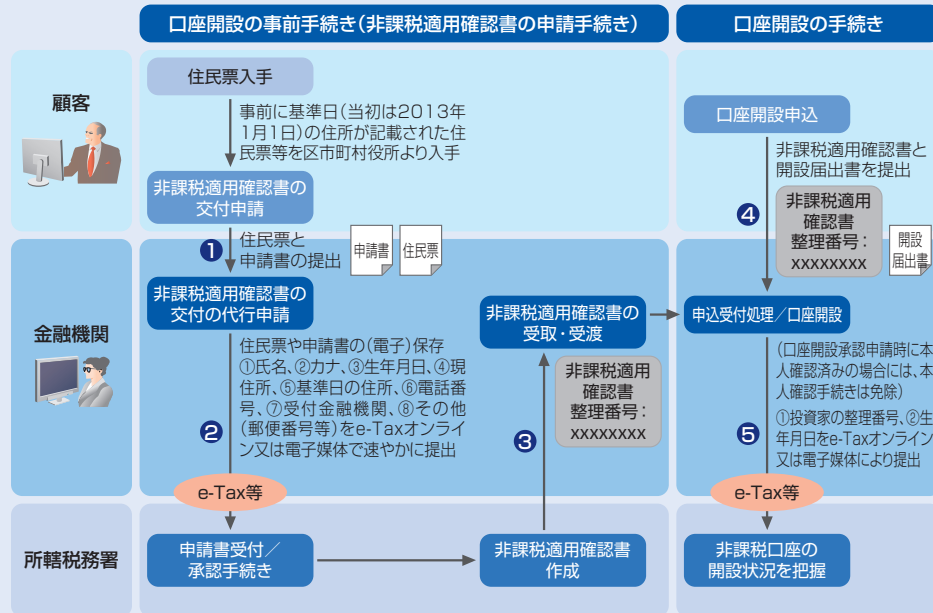 口座開設の事前手続き(非課税適用確認書の申請手続き)
口座開設の手続き
顧客
住民票入手
事前に基準日(当初は2013年
1月1日)の住所が記載された住
民票等を区市町村役所より入手
非課税適用確認書の
交付申請
❶
住民票と
申請書の提出
申請書
住民票
口座開設申込
非課税適用確認書と
開設届出書を提出
❹
非課税適用
確認書
整理番号:
xxxxxxxx
開設
届出書
金融機関
非課税適用確認書の
交付の代行申請
住民票や申請書の(電子)保存
①氏名、②カナ、③生年月日、④現
住所、⑤基準日の住所、⑥電話番
号、⑦受付金融機関、⑧その他
(郵便番号等)をe-Taxオンライ
ン又は電子媒体で速やかに提出
❷
e-Tax等
非課税適用確認書の
受取・受渡
❸
非課税適用
確認書
整理番号:
xxxxxxxx
申込受付処理/口座開設
(口座開設承認申請時に本
人確認済みの場合には、本
人確認手続きは免除)
❺
①投資家の整理番号、②生
年月日をe-Taxオンライン
又は電子媒体により提出
e-Tax等
所轄税務署
申請書受付/
承認手続き
非課税適用確認書
作成
非課税口座の
開設状況を把握